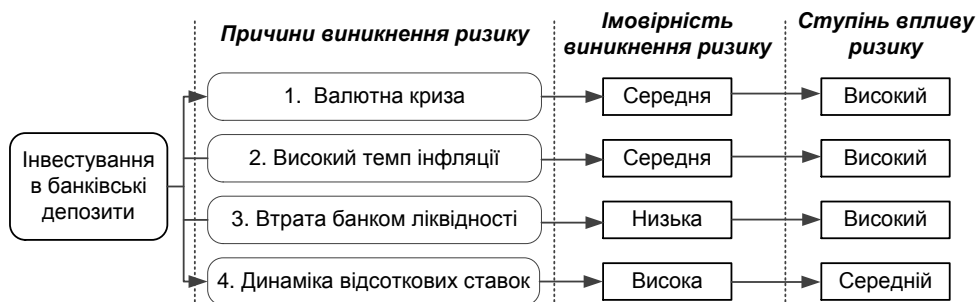 Причини виникнення ризику
Імовірність
виникнення ризику
Ступінь впливу
ризику
Інвестування
в банківські
депозити
1. Валютна криза
Середня
Високий
2. Високий темп інфляції
Середня
Високий
3. Втрата банком ліквідності
Низька
Високий
4. Динаміка відсоткових ставок
Висока
Середній